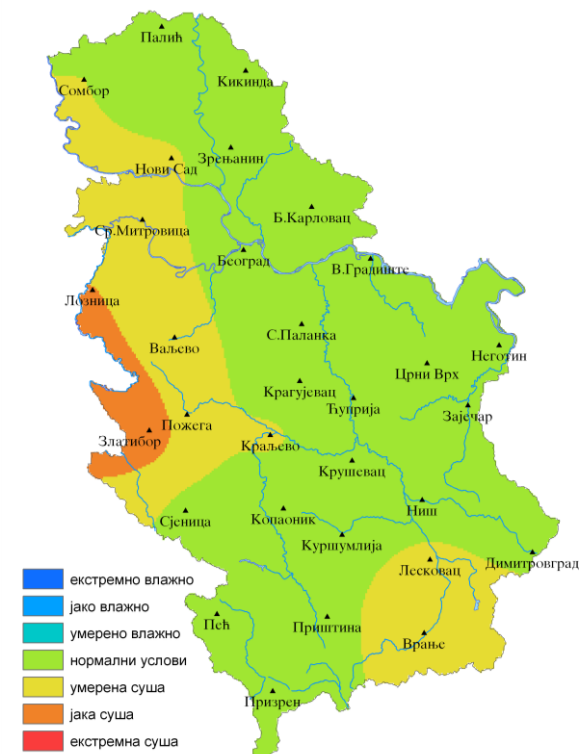 Палић
Кикинда
Сомбор
Зрењанин
Нови Сад
Б.Карловац
Ср.Митровица
Београд
В.Градиште
Лозница
С.Паланка
Ваљево
Неготин
Црни Врх
Крагујевац
Ћуприја
Зајечар
Пожега
Златибор
Краљево
Крушевац
Сјеница
Копаоник
Ниш
Куршумлија
Димитровград
Лесковац
Пећ
Приштина
Врање
Призрен
екстремно влажно
јако влажно
умерено влажно
нормални услови
умерена суша
јака суша
екстремна суша